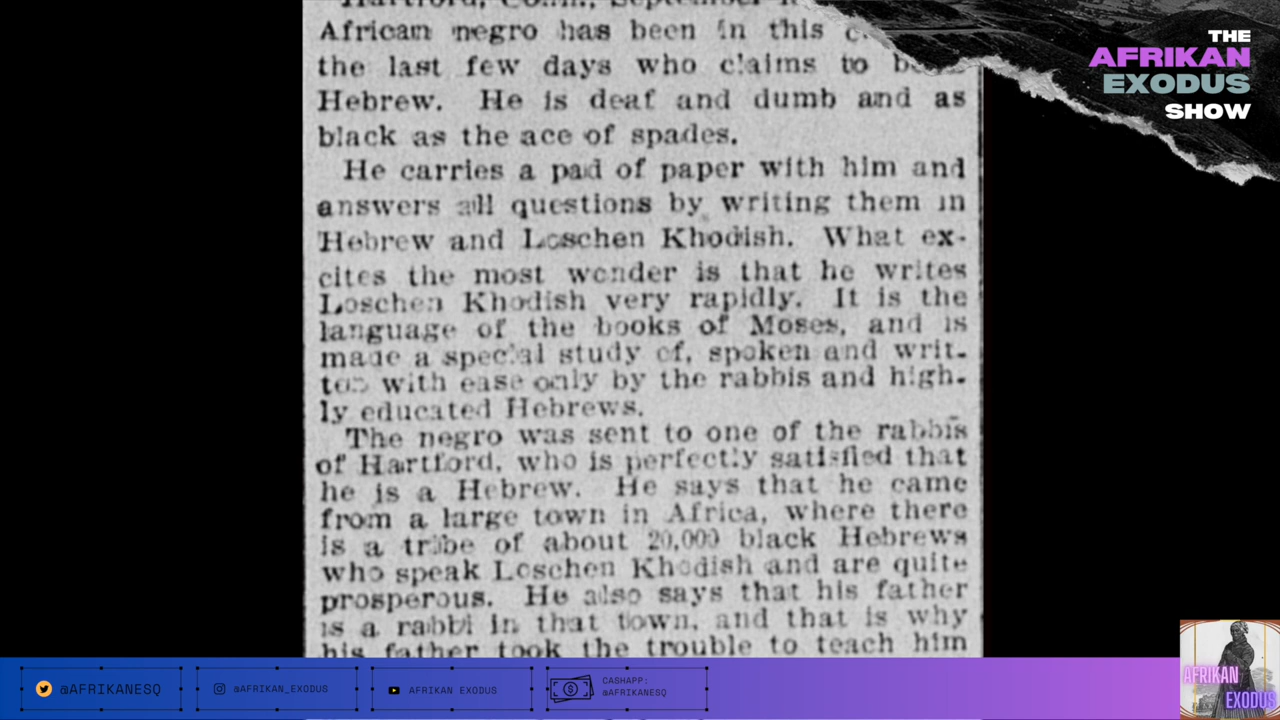 Hartford, Conn., September
African negro has been in this
the last few days who claims to
Hebrew. He is deaf and dumb and as
black as the ace of spades.
He carries a pad of paper with him and
answers all questions by writing them in
Hebrew and Loschen Khodish. What ex-
cites the most wonder is that he writes
Loschen Khodish very rapidly. It is the
language of the books of Moses, and is
made a special study of, spoken and writ-
ten with ease only by the rabbis and high-
ly educated Hebrews.
The negro was sent to one of the rabbis
of Hartford, who is perfectly satisfied that
he is a Hebrew. He says that he came
from a large town in Africa, where there
is a tribe of about 20,000 black Hebrews
who speak Loschen Khodish and are quite
prosperous. He also says that his father
is a rabbi in that town, and that is why
his father took the trouble to teach him
THE
AFRIKAN
EXODUS
SHOW
@AFRIKANESQ
@AFRIKAN_EXODUS
AFRIKAN EXODUS
CASHAPP:
@AFRIKANESQ
AFRIKAN
EXODUS